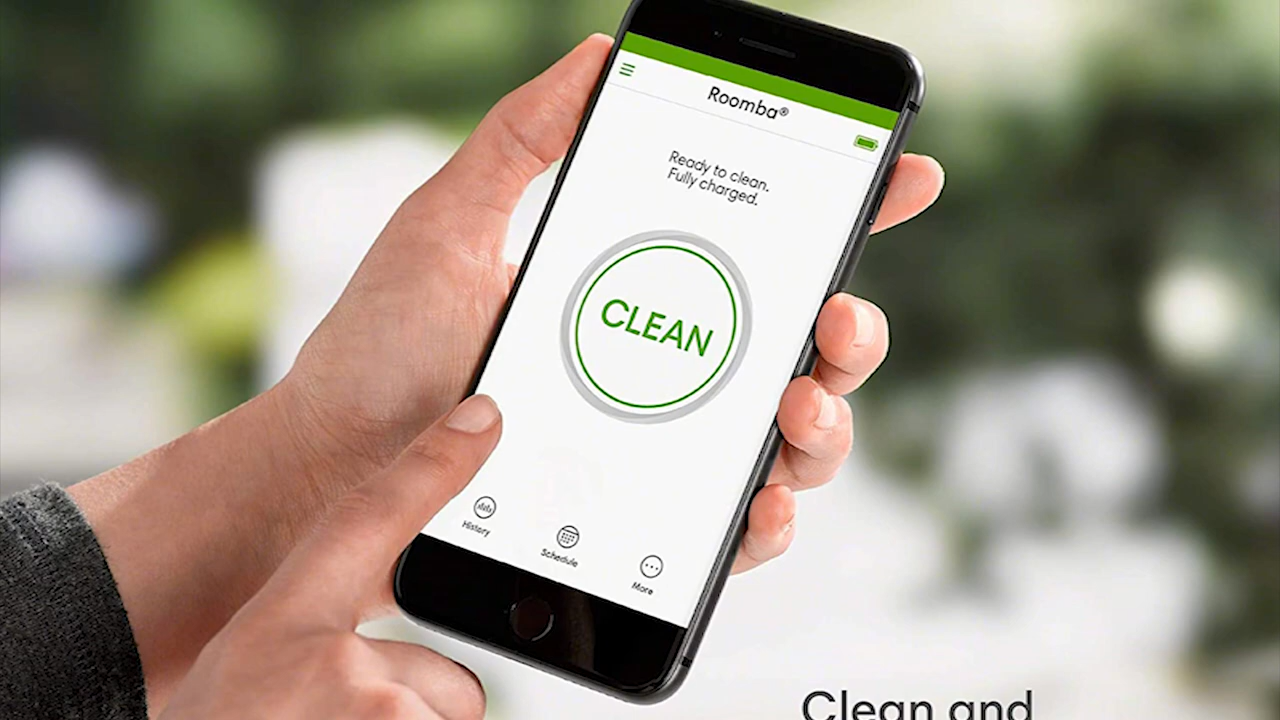 Roomba®
Ready to clean.
Fully charged.
CLEAN
History
Schedule
More
Clean and